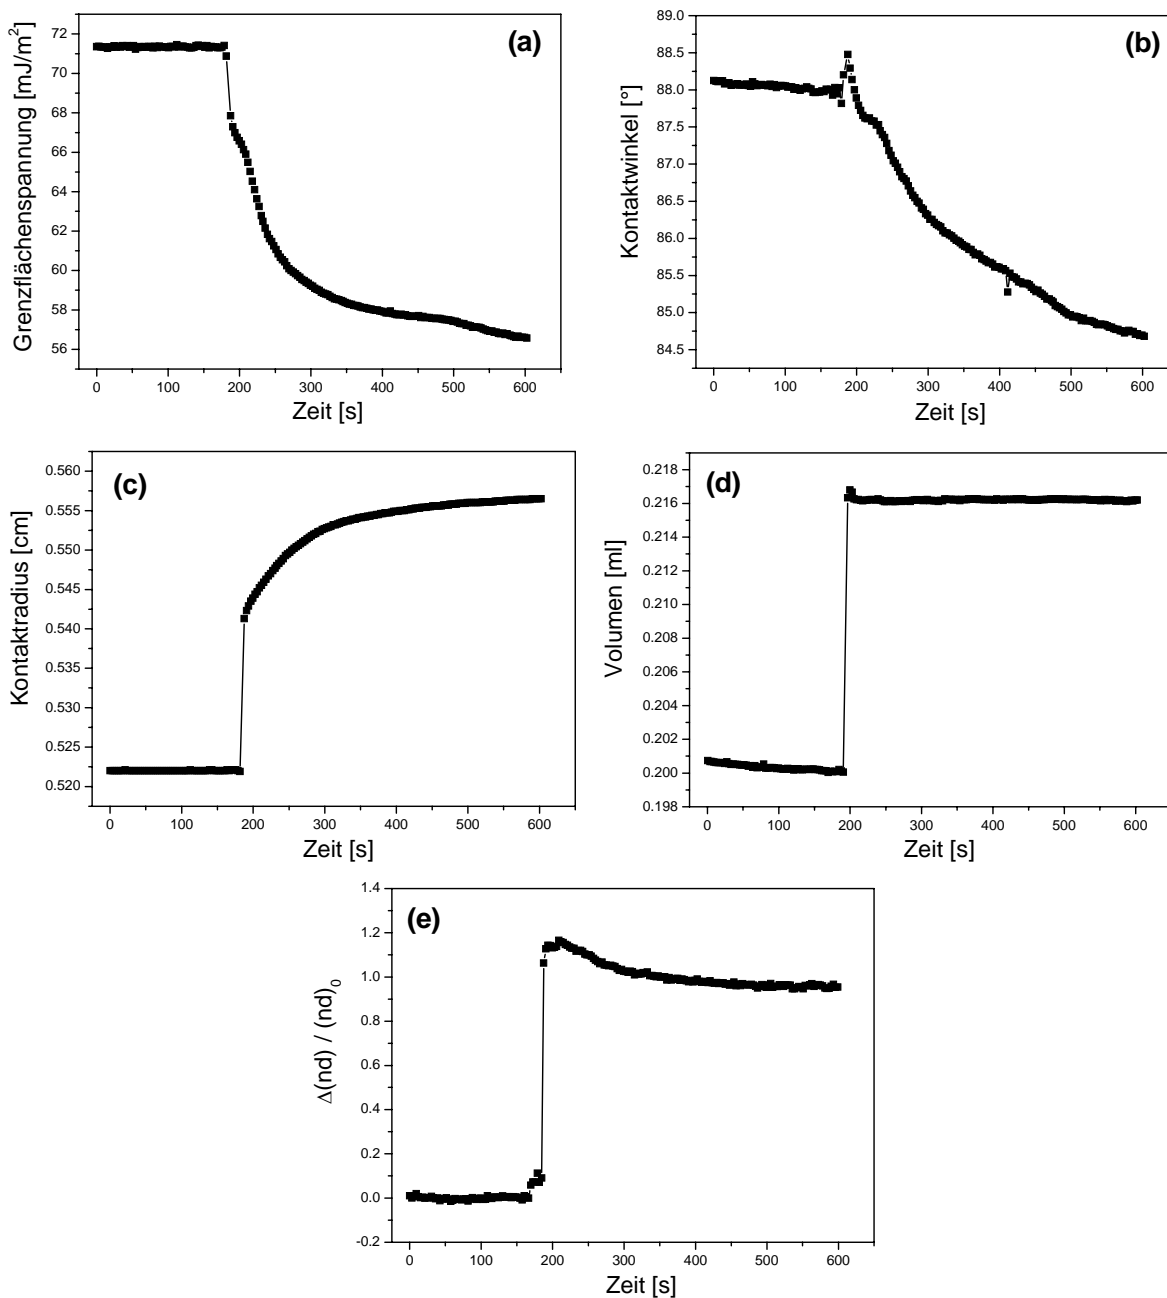 (a)
Grenzflächenspannung [mJ/m²]
72
70
68
66
64
62
60
58
56
0 100 200 300 400 500 600
Zeit [s]
(b)
Kontaktwinkel [°]
89.0
88.5
88.0
87.5
87.0
86.5
86.0
85.5
85.0
84.5
0 100 200 300 400 500 600
Zeit [s]
(c)
Kontaktradius [cm]
0.560
0.555
0.550
0.545
0.540
0.535
0.530
0.525
0.520
0 100 200 300 400 500 600
Zeit [s]
(d)
Volumen [ml]
0.218
0.216
0.214
0.212
0.210
0.208
0.206
0.204
0.202
0.200
0.198
0 100 200 300 400 500 600
Zeit [s]
(e)
Δ(nd) / (nd)₀
1.4
1.2
1.0
0.8
0.6
0.4
0.2
0.0
-0.2
0 100 200 300 400 500 600
Zeit [s]